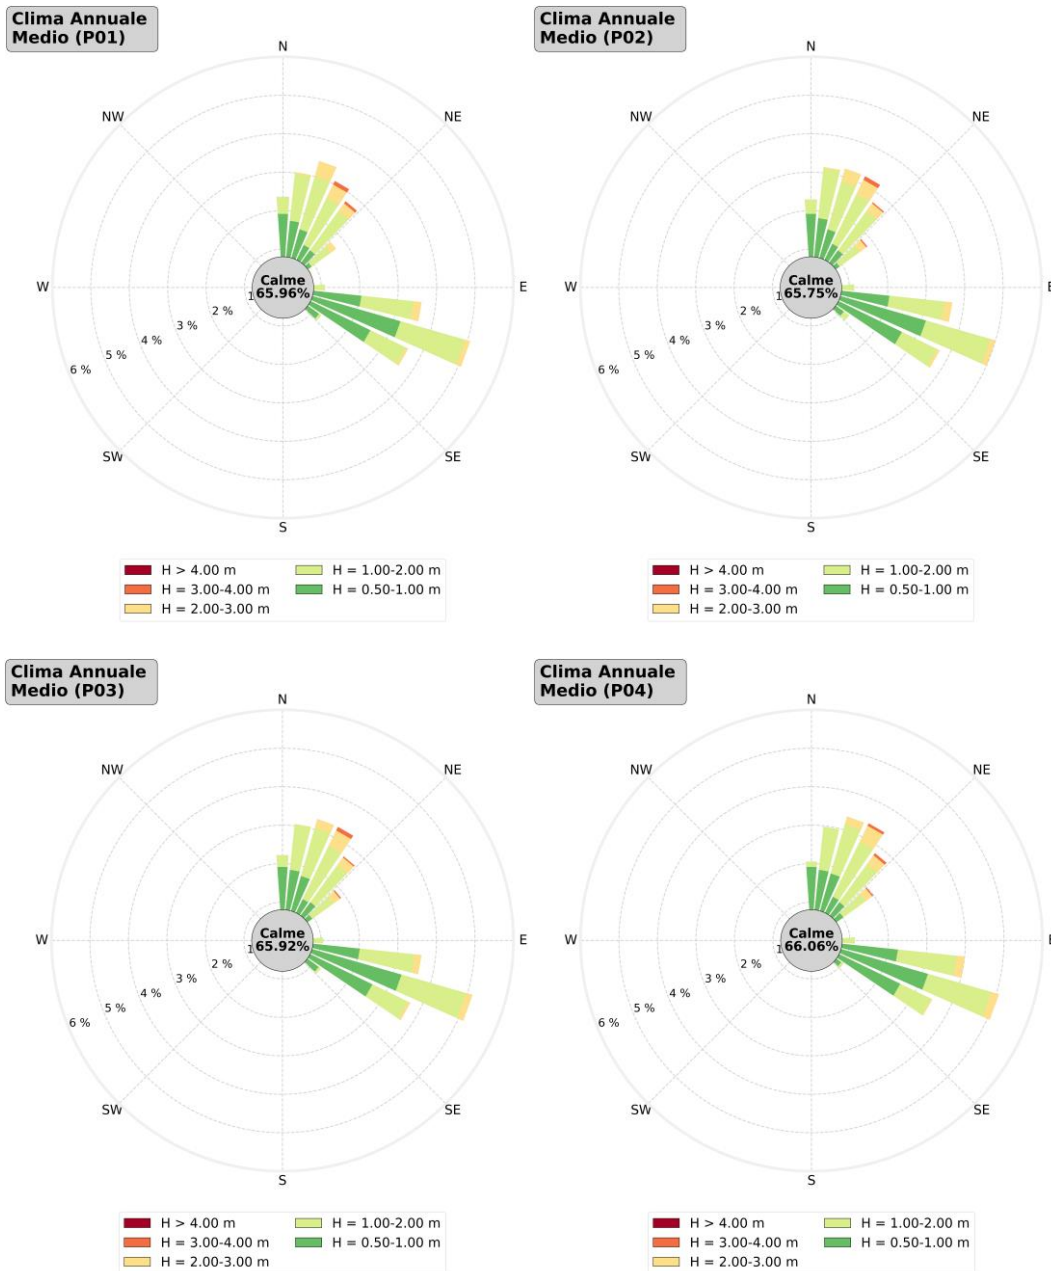 Clima Annuale
Medio (P01)
N
NW
NE
W
E
Calme
65.96%
1
2 %
3 %
4 %
5 %
6 %
SW
SE
S
H > 4.00 m
H = 3.00-4.00 m
H = 2.00-3.00 m
H = 1.00-2.00 m
H = 0.50-1.00 m
Clima Annuale
Medio (P02)
N
NW
NE
W
E
Calme
65.75%
1
2 %
3 %
4 %
5 %
6 %
SW
SE
S
H > 4.00 m
H = 3.00-4.00 m
H = 2.00-3.00 m
H = 1.00-2.00 m
H = 0.50-1.00 m
Clima Annuale
Medio (P03)
N
NW
NE
W
E
Calme
65.92%
1
2 %
3 %
4 %
5 %
6 %
SW
SE
S
H > 4.00 m
H = 3.00-4.00 m
H = 2.00-3.00 m
H = 1.00-2.00 m
H = 0.50-1.00 m
Clima Annuale
Medio (P04)
N
NW
NE
W
E
Calme
66.06%
1
2 %
3 %
4 %
5 %
6 %
SW
SE
S
H > 4.00 m
H = 3.00-4.00 m
H = 2.00-3.00 m
H = 1.00-2.00 m
H = 0.50-1.00 m